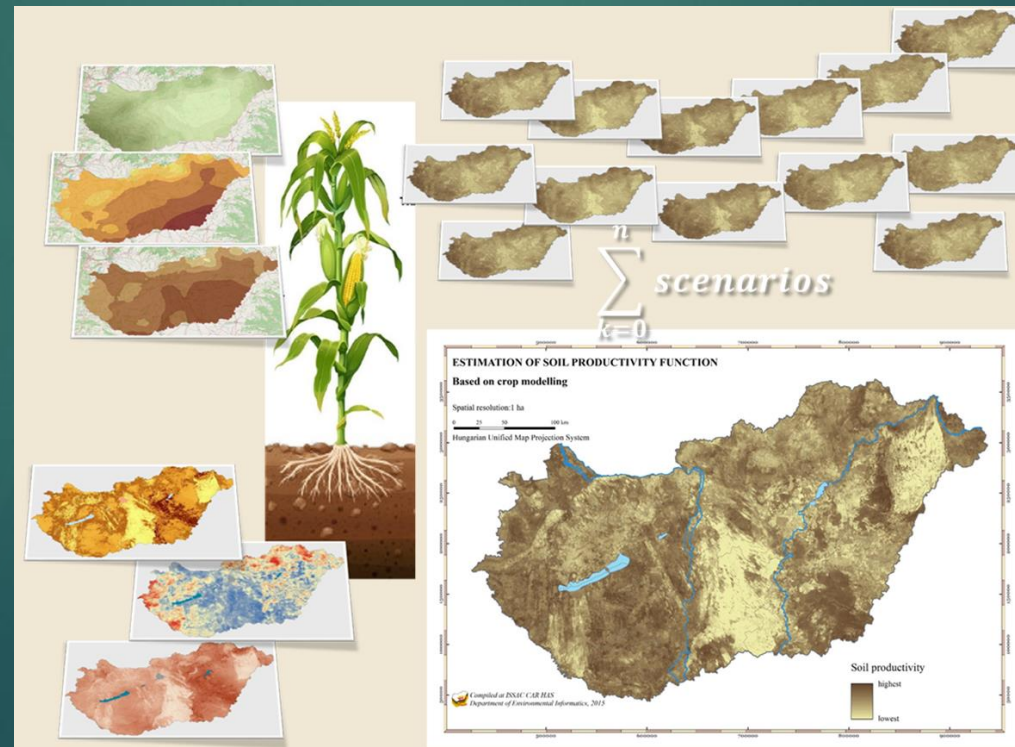 n
∑ scenarios
k=0
ESTIMATION OF SOIL PRODUCTIVITY FUNCTION
Based on crop modelling
Spatial resolution:1 ha
0 25 50 100 km
Hungarian Unified Map Projection System
Soil productivity
highest
lowest
Compiled at ISSAC CAR HAS
Department of Environmental Informatics, 2015